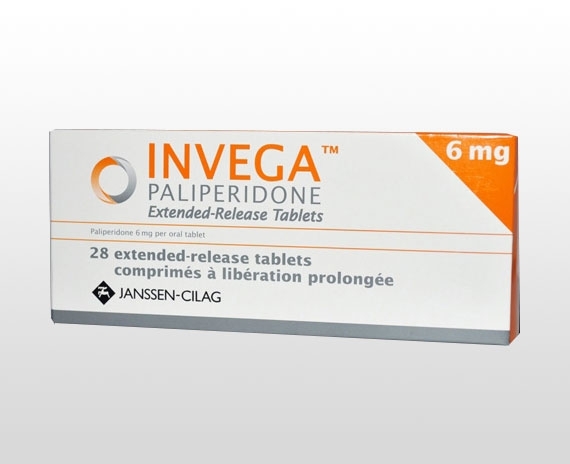 INVEGA™
PALIPERIDONE
Extended-Release Tablets
6 mg
Paliperidone 6 mg per oral tablet
28 extended-release tablets
comprimés à libération prolongée
JANSSEN-CILAG